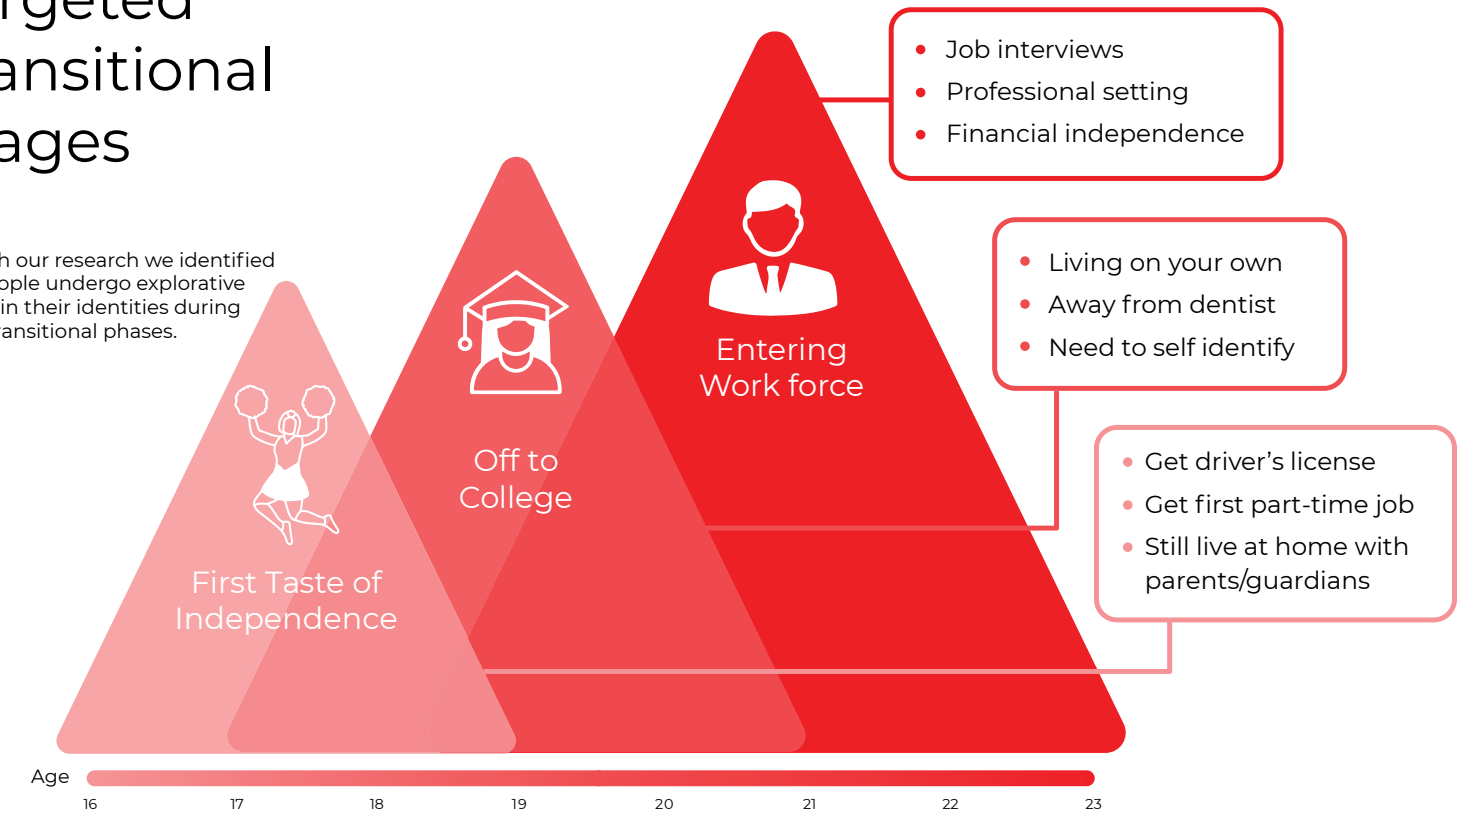 rgeted
ansitional
ages
h our research we identified
ople undergo explorative
in their identities during
ransitional phases.
Job interviews
Professional setting
Financial independence
Living on your own
Away from dentist
Need to self identify
Get driver’s license
Get first part-time job
Still live at home with
parents/guardians
Entering
Work force
Off to
College
First Taste of
Independence
Age
16 17 18 19 20 21 22 23